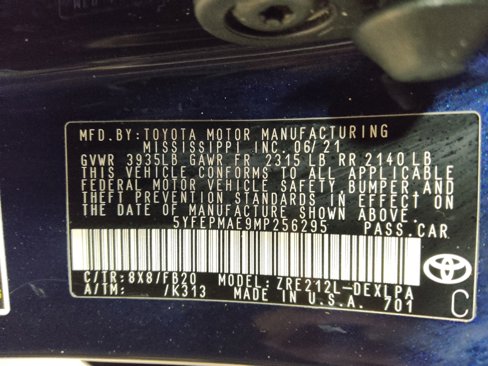 MFD.BY:TOYOTA MOTOR MANUFACTURING
MISSISSIPPI, INC. 06/21
GVWR 3935LB GAWR FR 2315 LB RR 2140 LB
THIS VEHICLE CONFORMS TO ALL APPLICABLE
FEDERAL MOTOR VEHICLE SAFETY, BUMPER AND
THEFT PREVENTION STANDARDS IN EFFECT ON
THE DATE OF MANUFACTURE SHOWN ABOVE.
5YFEPMAE9MP256295 PASS.CAR
C/TR:8X8/FB20 MODEL:ZRE212L-DEXLPA
A/TM: /K313 MADE IN U.S.A. 701
C